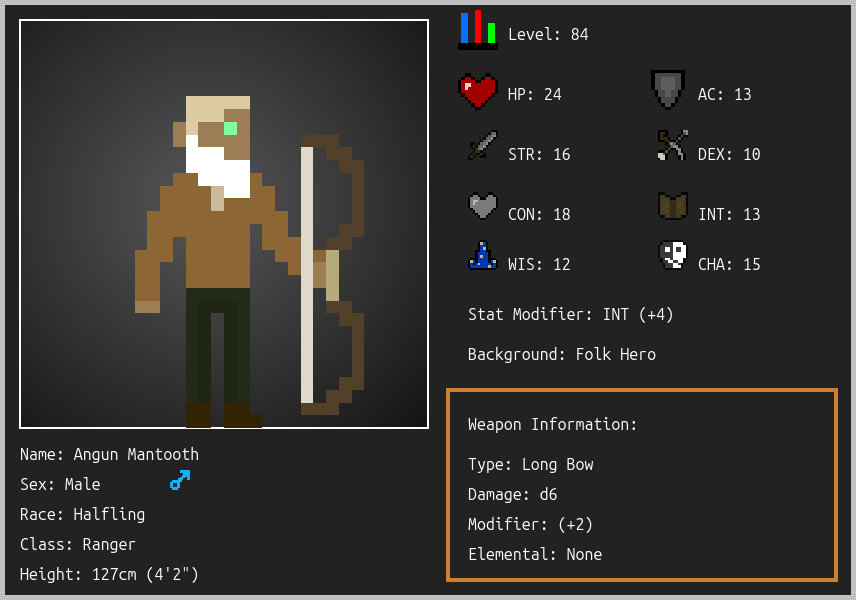 Level: 84
HP: 24
AC: 13
STR: 16
DEX: 10
CON: 18
INT: 13
WIS: 12
CHA: 15
Stat Modifier: INT (+4)
Background: Folk Hero
Weapon Information:
Type: Long Bow
Damage: d6
Modifier: (+2)
Elemental: None
Name: Angun Mantooth
Sex: Male
Race: Halfling
Class: Ranger
Height: 127cm (4'2")